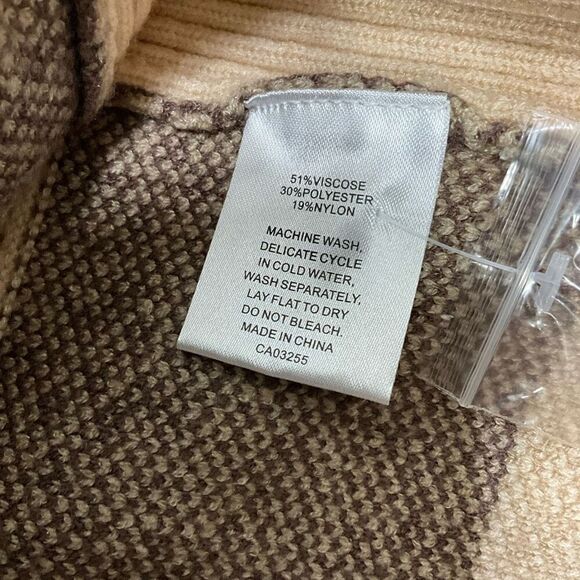 51%VISCOSE
30%POLYESTER
19%NYLON
MACHINE WASH,
DELICATE CYCLE
IN COLD WATER,
WASH SEPARATELY.
LAY FLAT TO DRY
DO NOT BLEACH.
MADE IN CHINA
CA03255